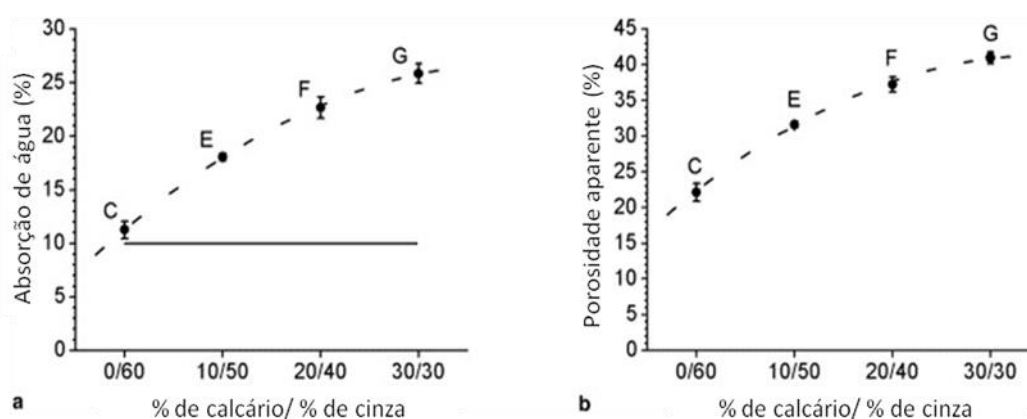 Absorção de água (%)
30
25
20
15
10
5
0
C
E
F
G
0/60
10/50
20/40
30/30
a
% de calcário/ % de cinza
Porosidade aparente (%)
45
40
35
30
25
20
15
10
5
0
C
E
F
G
0/60
10/50
20/40
30/30
b
% de calcário/ % de cinza